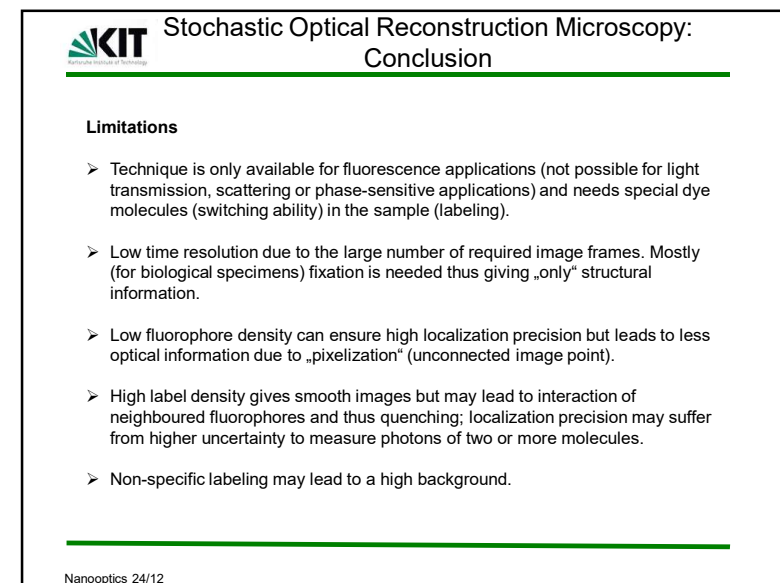 Stochastic Optical Reconstruction Microscopy:
KIT
Karlsruhe Institute of Technology
Conclusion
Limitations
➢ Technique is only available for fluorescence applications (not possible for light
transmission, scattering or phase-sensitive applications) and needs special dye
molecules (switching ability) in the sample (labeling).
➢ Low time resolution due to the large number of required image frames. Mostly
(for biological specimens) fixation is needed thus giving „only“ structural
information.
➢ Low fluorophore density can ensure high localization precision but leads to less
optical information due to „pixelization“ (unconnected image point).
➢ High label density gives smooth images but may lead to interaction of
neighboured fluorophores and thus quenching; localization precision may suffer
from higher uncertainty to measure photons of two or more molecules.
➢ Non-specific labeling may lead to a high background.
Nanooptics 24/12